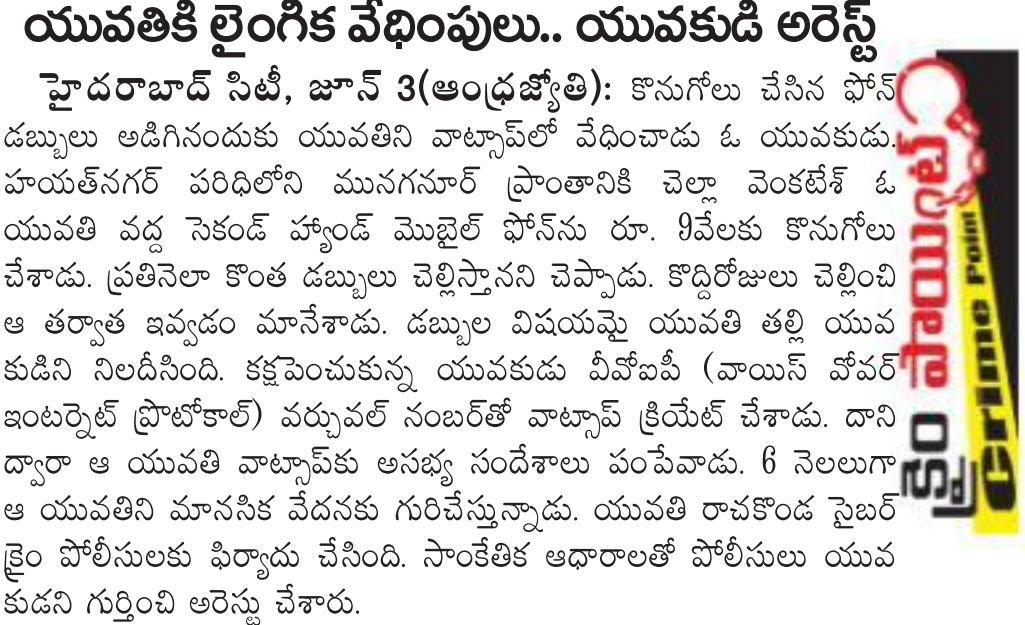 యువతికి లైంగిక వేధింపులు.. యువకుడి అరెస్ట్
హైదరాబాద్ సిటీ, జూన్ 3(ఆంధ్రజ్యోతి): కొనుగోలు చేసిన ఫోన్
డబ్బులు అడిగినందుకు యువతిని వాట్సాప్‌లో వేధించాడు ఓ యువకుడు.
హయత్‌నగర్ పరిధిలోని మునగనూర్ ప్రాంతానికి చెల్లా వెంకటేశ్ ఓ
యువతి వద్ద సెకండ్ హ్యాండ్ మొబైల్ ఫోన్‌ను రూ. 9వేలకు కొనుగోలు
చేశాడు. ప్రతినెలా కొంత డబ్బులు చెల్లిస్తానని చెప్పాడు. కొద్దిరోజులు చెల్లించి
ఆ తర్వాత ఇవ్వడం మానేశాడు. డబ్బుల విషయమై యువతి తల్లి యువ
కుడిని నిలదీసింది. కక్షపెంచుకున్న యువకుడు వీవోఐపీ (వాయిస్ వోవర్
ఇంటర్నెట్ ప్రొటోకాల్) వర్చువల్ నంబర్‌తో వాట్సాప్ క్రియేట్ చేశాడు. దాని
ద్వారా ఆ యువతి వాట్సాప్‌కు అసభ్య సందేశాలు పంపేవాడు. 6 నెలలుగా
ఆ యువతిని మానసిక వేదనకు గురిచేస్తున్నాడు. యువతి రాచకొండ సైబర్
క్రైం పోలీసులకు ఫిర్యాదు చేసింది. సాంకేతిక ఆధారాలతో పోలీసులు యువ
కుడని గుర్తించి అరెస్టు చేశారు.
క్రైం పాయింట్
Crime Point